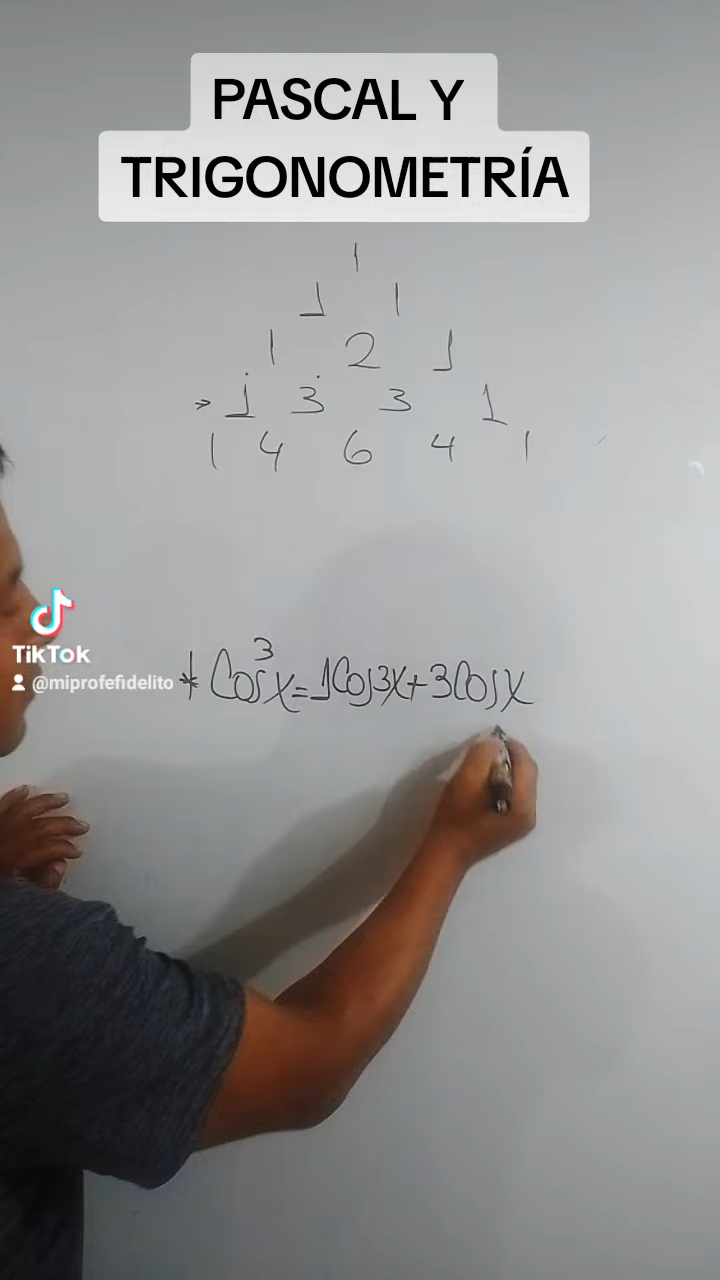 PASCAL Y
TRIGONOMETRÍA
1
1 1
1 2 1
→ 1 3 3 1
1 4 6 4 1
TikTok
@miprofefidelito
* Cos³x=1Cos3x+3Cosx